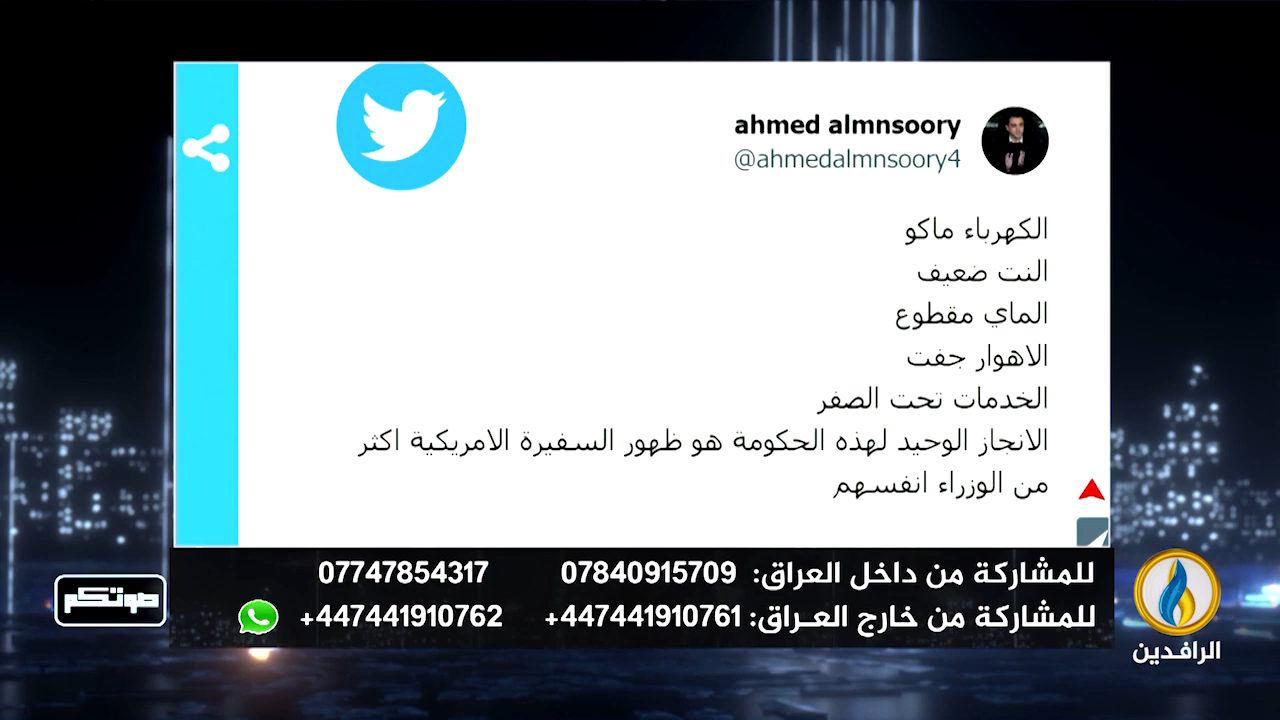 ahmed almnsoory
@ahmedalmnsoory4
الكهرباء ماكو
النت ضعيف
الماي مقطوع
الاهوار جفت
الخدمات تحت الصفر
الانجاز الوحيد لهذه الحكومة هو ظهور السفيرة الامريكية اكثر
من الوزراء انفسهم
للمشاركة من داخل العراق: 07840915709 07747854317
للمشاركة من خارج العـراق: 447441910761+ 447441910762+
صوتكم
الرافدين